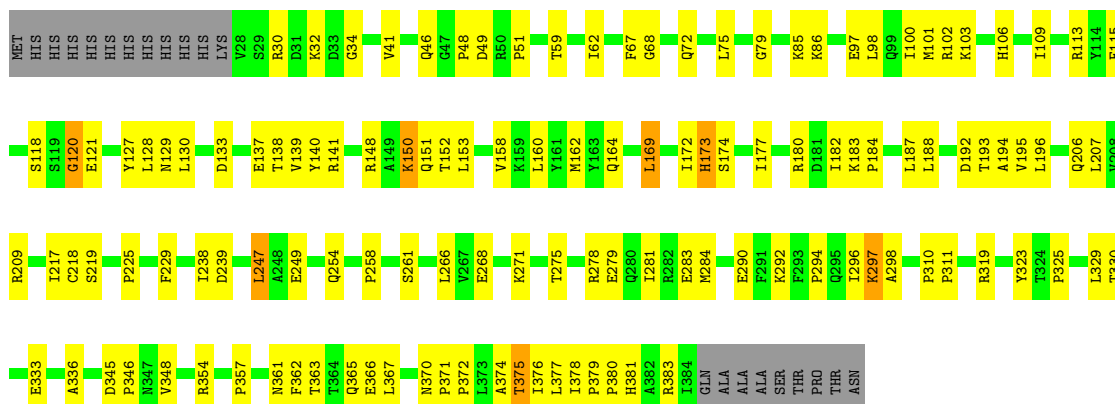 MET HIS HIS HIS HIS HIS HIS HIS HIS HIS LYS V28 S29 R30 D31 K32 D33 G34 V41 Q46 G47 P48 D49 R50 P51 T59 I62 F67 G68 Q72 L75 G79 K85 K86 E97 L98 Q99 I100 M101 R102 K103 H106 I109 R113 Y114 E115
S118 S119 G120 E121 Y127 L128 N129 L130 D133 E137 T138 V139 Y140 R141 R148 A149 K150 Q151 T152 L153 V158 K159 L160 Y161 M162 Y163 Q164 L169 I172 H173 S174 I177 R180 D181 I182 K183 P184 L187 L188 D192 T193 A194 V195 L196 Q206 L207 V208
R209 I217 C218 S219 P225 F229 I238 D239 L247 A248 E249 Q254 P258 S261 L266 V267 E268 K271 T275 R278 E279 Q280 I281 R282 E283 M284 E290 F291 K292 F293 P294 Q295 I296 K297 A298 P310 P311 R319 Y323 T324 P325 L329 T330
E333 A336 D345 P346 N347 V348 R354 P357 N361 F362 T363 T364 Q365 E366 L367 N370 P371 P372 L373 A374 T375 I376 L377 I378 P379 P380 H381 A382 R383 I384 GLN ALA ALA ALA SER THR PRO THR ASN